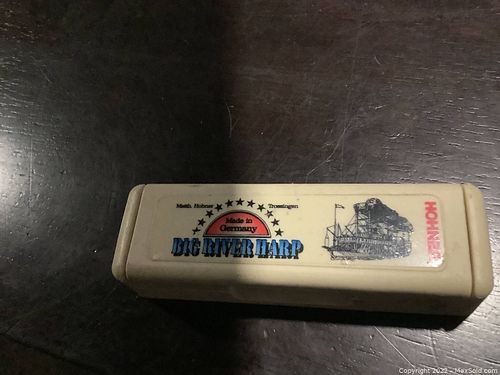 Matth. Hohner Trossingen
Made in
Germany
BIG RIVER HARP
HOHNER
Copyright 2022 - MaxSold.com